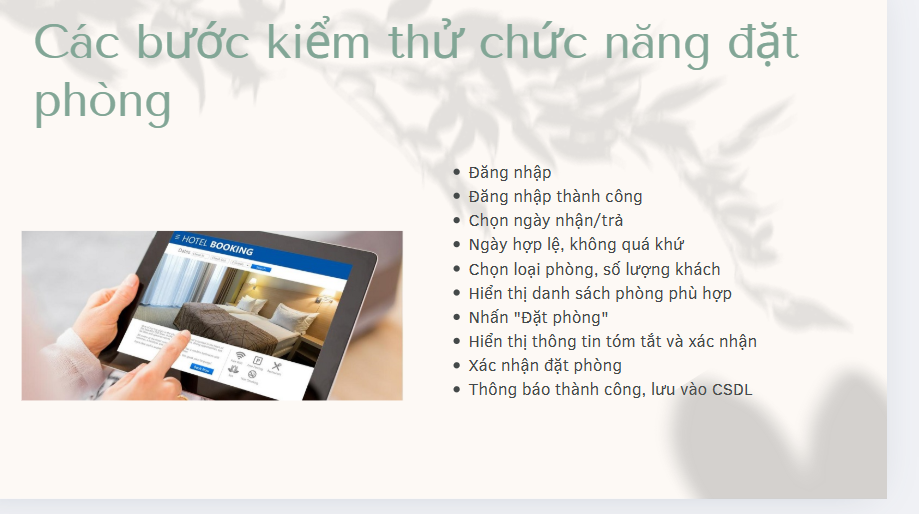 Các bước kiểm thử chức năng đặt
phòng
Đăng nhập
Đăng nhập thành công
Chọn ngày nhận/trả
Ngày hợp lệ, không quá khứ
Chọn loại phòng, số lượng khách
Hiển thị danh sách phòng phù hợp
Nhấn "Đặt phòng"
Hiển thị thông tin tóm tắt và xác nhận
Xác nhận đặt phòng
Thông báo thành công, lưu vào CSDL
HOTEL BOOKING